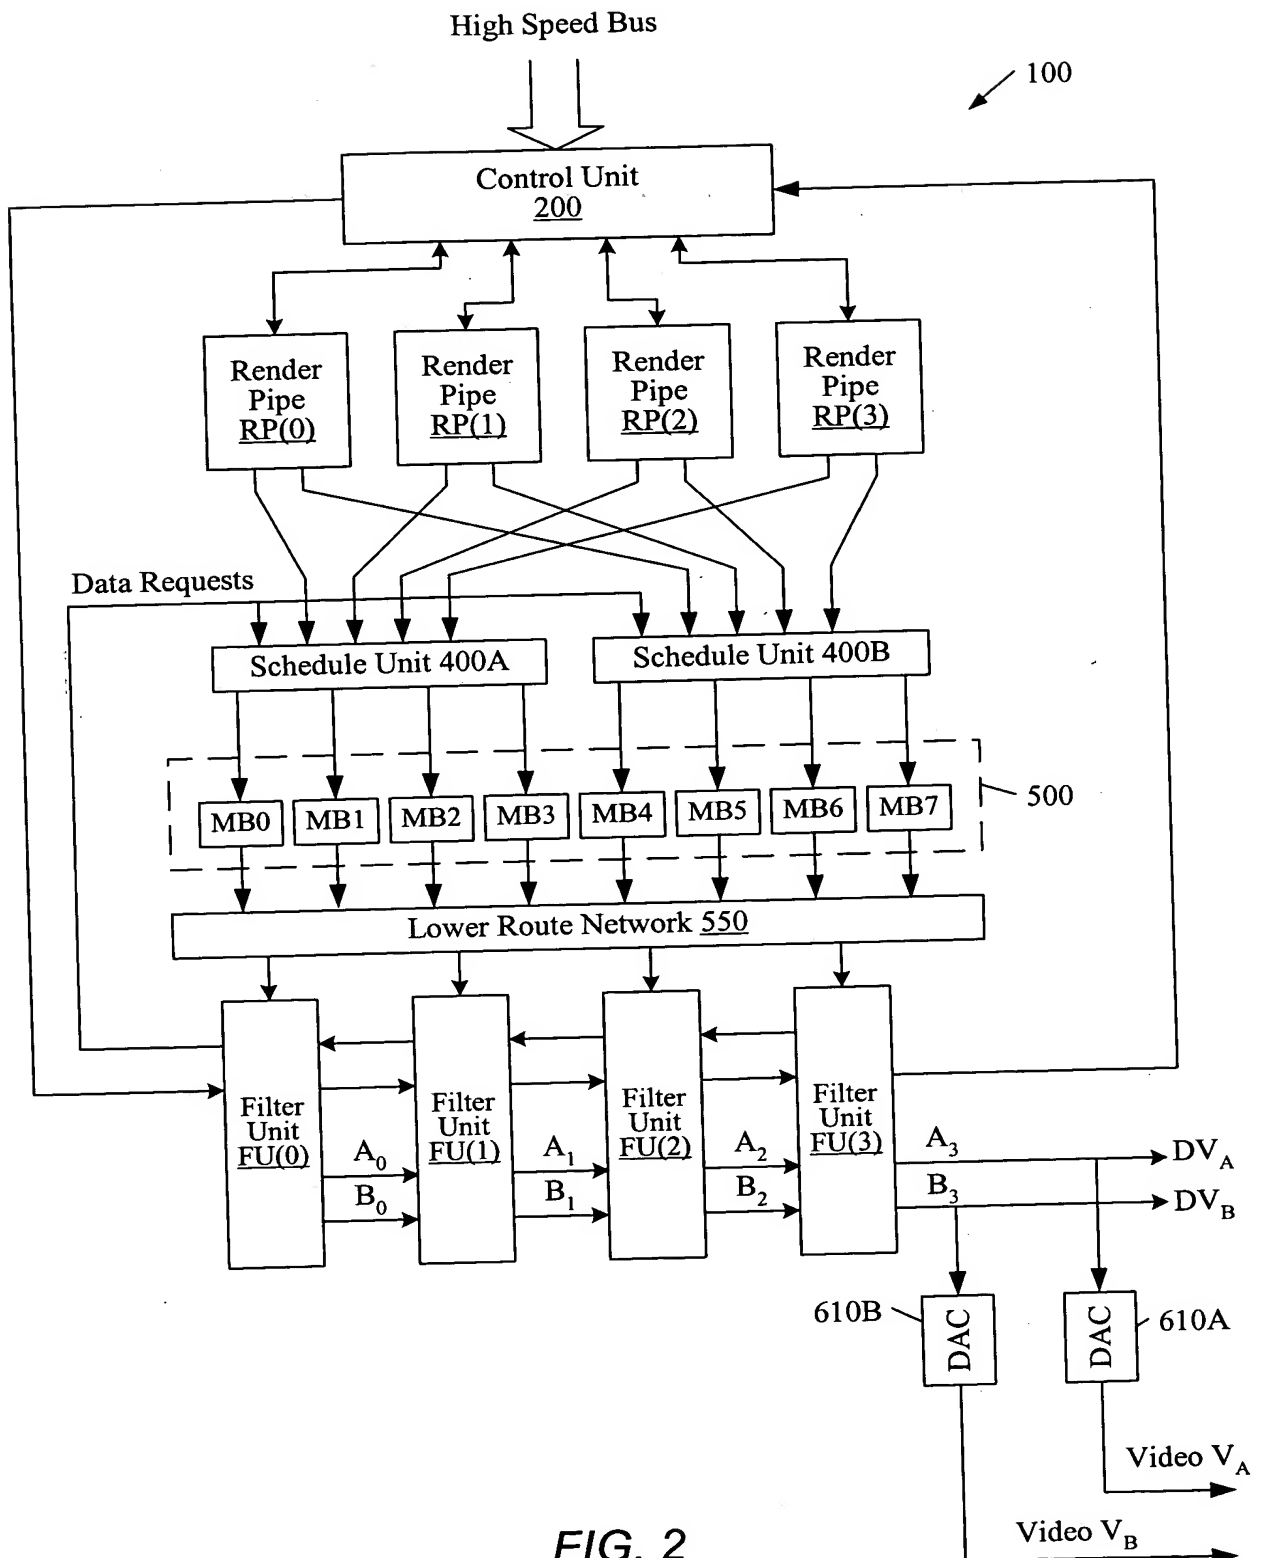 High Speed Bus
100
Control Unit
200
Render
Pipe
RP(0)
Render
Pipe
RP(1)
Render
Pipe
RP(2)
Render
Pipe
RP(3)
Data Requests
Schedule Unit 400A
Schedule Unit 400B
500
MB0
MB1
MB2
MB3
MB4
MB5
MB6
MB7
Lower Route Network 550
Filter
Unit
FU(0)
Filter
Unit
FU(1)
Filter
Unit
FU(2)
Filter
Unit
FU(3)
A0
B0
A1
B1
A2
B2
A3
B3
DVA
DVB
610B
DAC
DAC
610A
Video VA
Video VB
FIG. 2